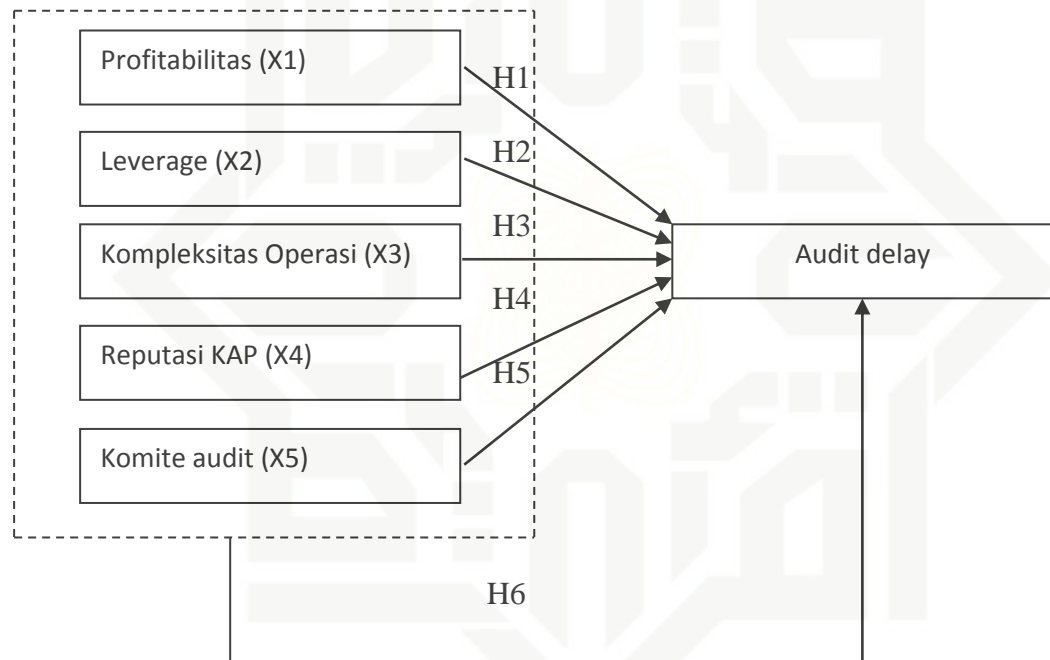 Profitabilitas (X1)
H1
Leverage (X2)
H2
H3
Kompleksitas Operasi (X3)
Audit delay
H4
Reputasi KAP (X4)
H5
Komite audit (X5)
H6